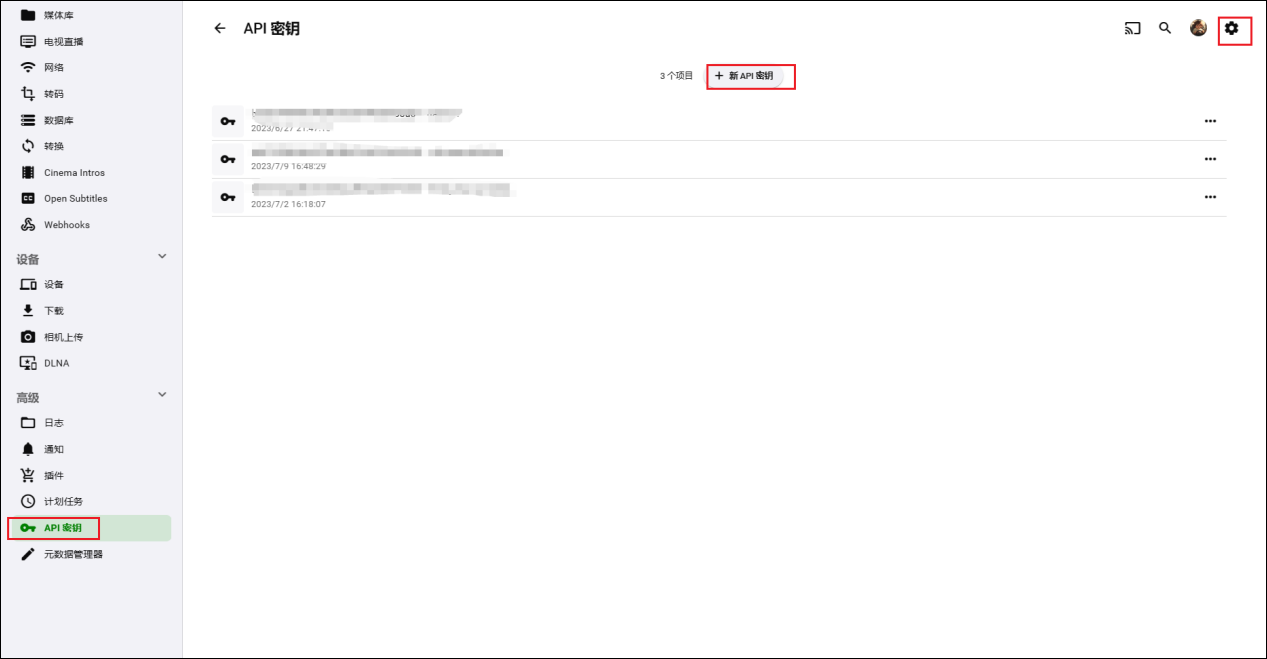 媒体库
电视直播
网络
转码
数据库
转换
Cinema Intros
Open Subtitles
Webhooks
设备
设备
下载
相机上传
DLNA
高级
日志
通知
插件
计划任务
API 密钥
元数据管理器
API 密钥
3 个项目
+ 新 API 密钥
2023/6/27 21:47
2023/7/9 16:48:29
2023/7/2 16:18:07